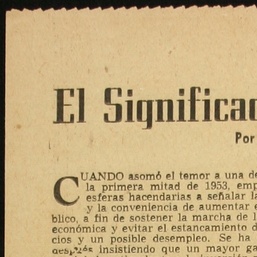 El Significa
Por
CUANDO asomó el temor a una de
la primera mitad de 1953, emp
esferas hacendarias a señalar la
y la conveniencia de aumentar e
blico, a fin de sostener la marcha de l
económica y evitar el estancamiento d
cios y un posible desempleo. Se ha
insistiendo que un mayor ga